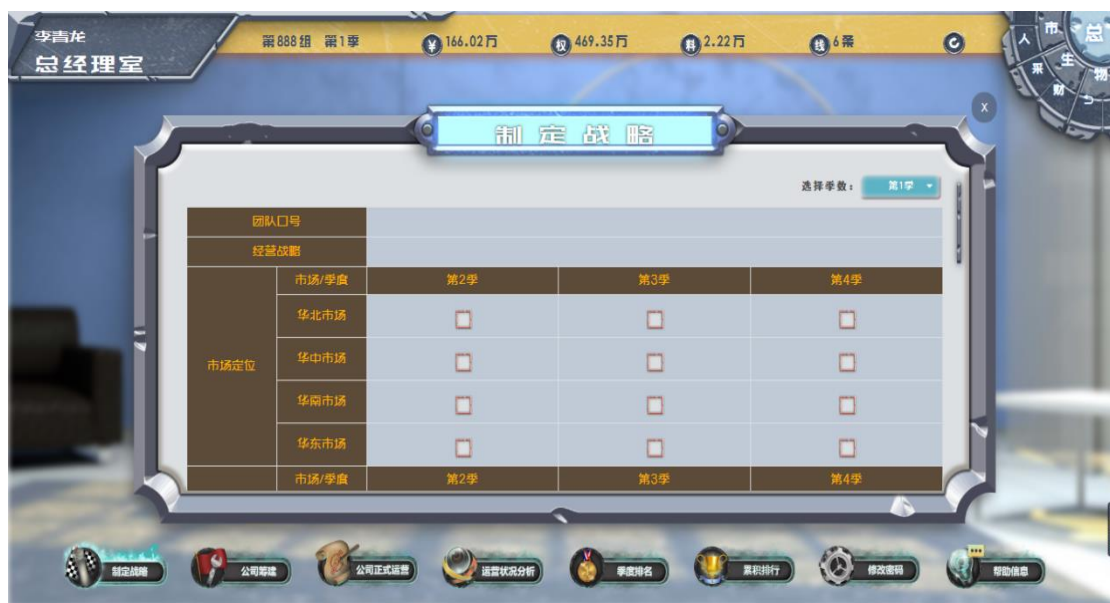 李青龙
总经理室
第888组 第1季
¥ 166.02万
权 469.35万
料 2.22万
线 6条
人 市 总
采 财 生 物
X
制定战略
选择季数： 第1季
团队口号
经营战略
市场定位
市场/季度 第2季 第3季 第4季
华北市场
华中市场
华南市场
华东市场
市场/季度 第2季 第3季 第4季
制定战略 公司筹建 公司正式运营 运营状况分析 季度排名 累积排行 修改密码 帮助信息